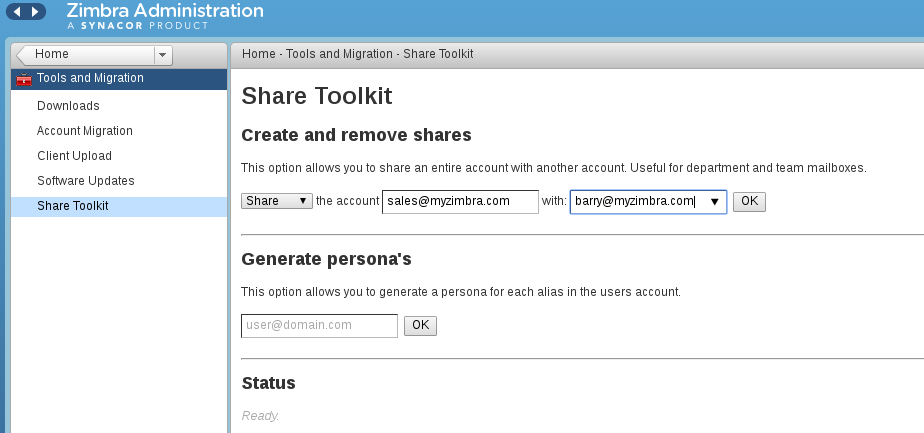 Zimbra Administration
A SYNACOR PRODUCT
Home
Home - Tools and Migration - Share Toolkit
Tools and Migration
Downloads
Account Migration
Client Upload
Software Updates
Share Toolkit
Share Toolkit
Create and remove shares
This option allows you to share an entire account with another account. Useful for department and team mailboxes.
Share the account sales@myzimbra.com with: barry@myzimbra.com OK
Generate persona's
This option allows you to generate a persona for each alias in the users account.
user@domain.com OK
Status
Ready.